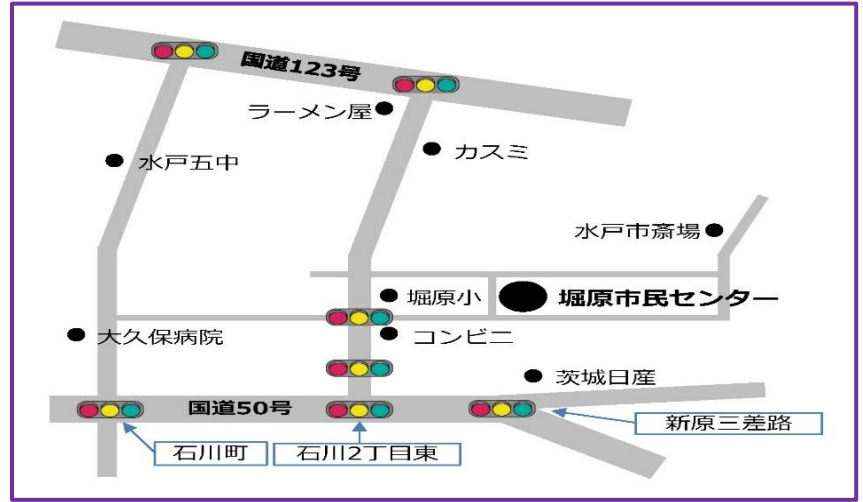 国道123号
ラーメン屋
カスミ
水戸五中
水戸市斎場
堀原小
堀原市民センター
大久保病院
コンビニ
茨城日産
国道50号
新原三差路
石川町
石川2丁目東